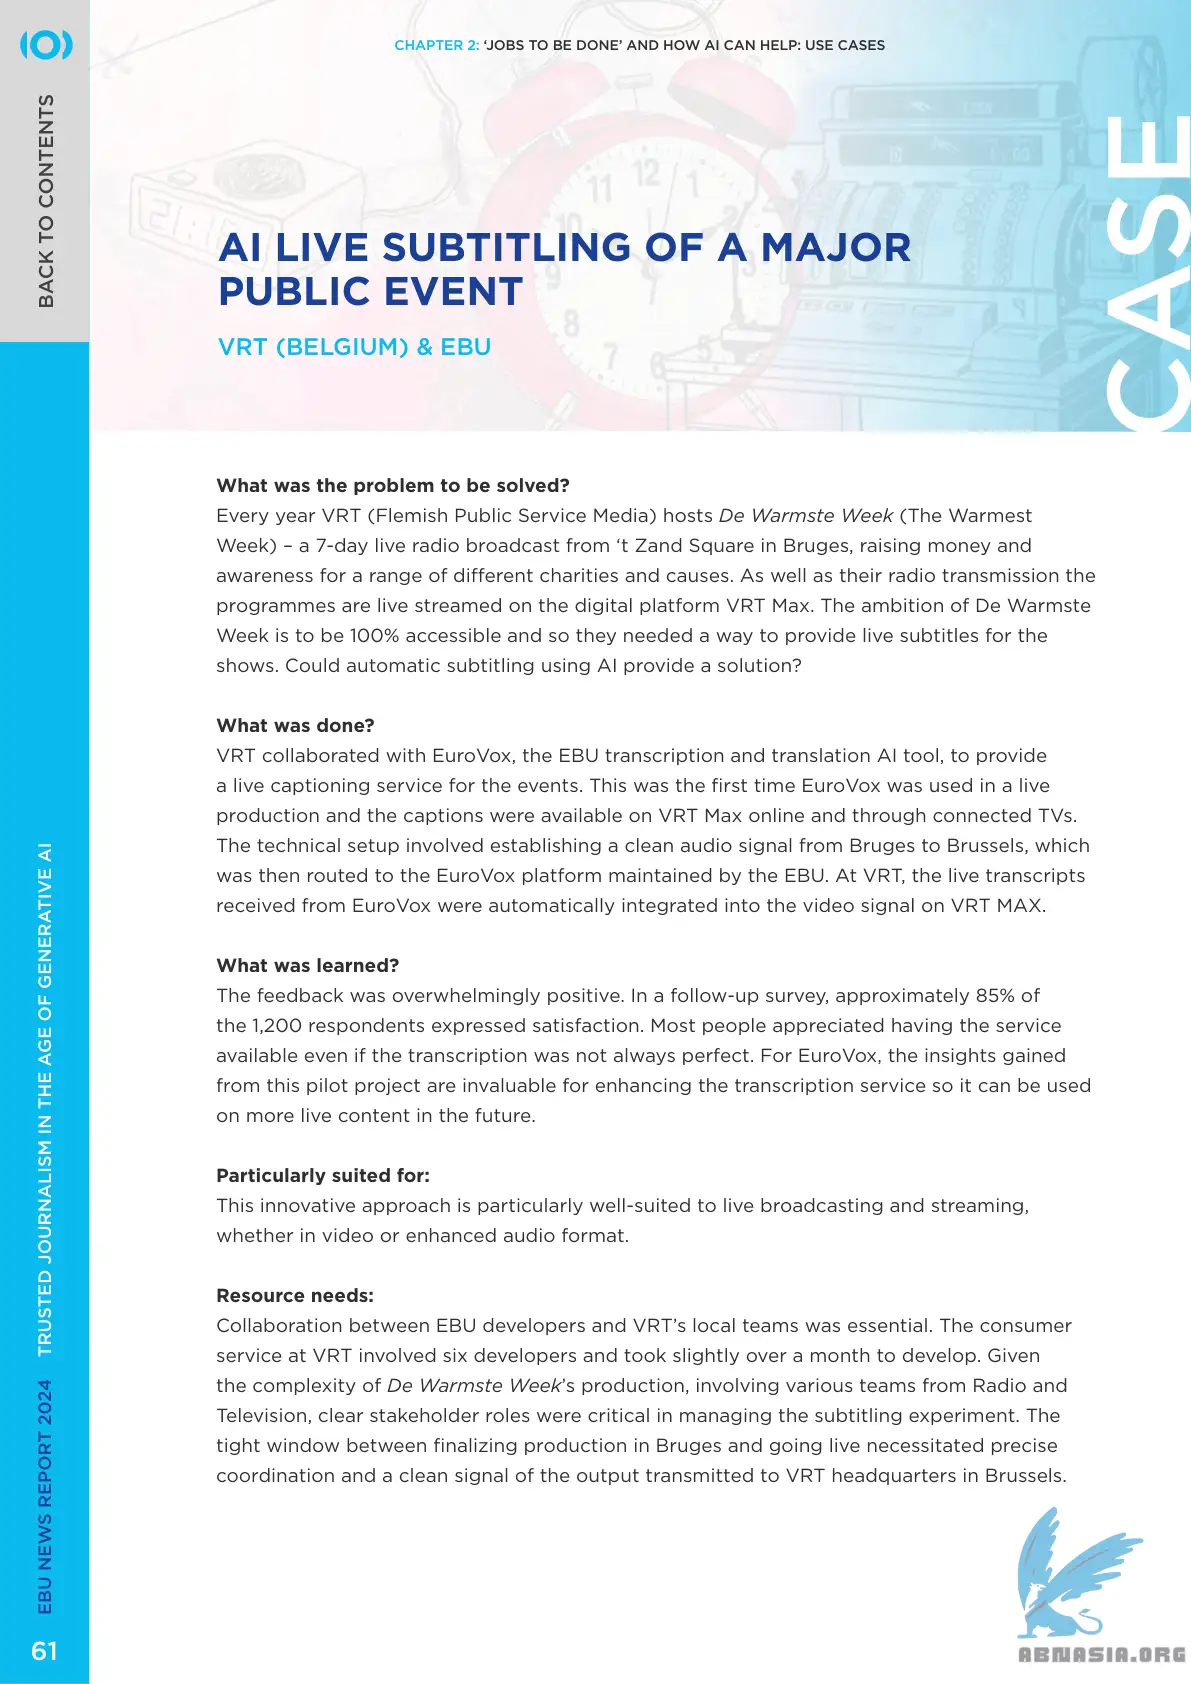 CHAPTER 2: ‘JOBS TO BE DONE’ AND HOW AI CAN HELP: USE CASES
BACK TO CONTENTS
CASE
AI LIVE SUBTITLING OF A MAJOR
PUBLIC EVENT
VRT (BELGIUM) & EBU
What was the problem to be solved?
Every year VRT (Flemish Public Service Media) hosts De Warmste Week (The Warmest
Week) – a 7-day live radio broadcast from ‘t Zand Square in Bruges, raising money and
awareness for a range of different charities and causes. As well as their radio transmission the
programmes are live streamed on the digital platform VRT Max. The ambition of De Warmste
Week is to be 100% accessible and so they needed a way to provide live subtitles for the
shows. Could automatic subtitling using AI provide a solution?
What was done?
VRT collaborated with EuroVox, the EBU transcription and translation AI tool, to provide
a live captioning service for the events. This was the first time EuroVox was used in a live
production and the captions were available on VRT Max online and through connected TVs.
The technical setup involved establishing a clean audio signal from Bruges to Brussels, which
was then routed to the EuroVox platform maintained by the EBU. At VRT, the live transcripts
received from EuroVox were automatically integrated into the video signal on VRT MAX.
What was learned?
The feedback was overwhelmingly positive. In a follow-up survey, approximately 85% of
the 1,200 respondents expressed satisfaction. Most people appreciated having the service
available even if the transcription was not always perfect. For EuroVox, the insights gained
from this pilot project are invaluable for enhancing the transcription service so it can be used
on more live content in the future.
Particularly suited for:
This innovative approach is particularly well-suited to live broadcasting and streaming,
whether in video or enhanced audio format.
Resource needs:
Collaboration between EBU developers and VRT’s local teams was essential. The consumer
service at VRT involved six developers and took slightly over a month to develop. Given
the complexity of De Warmste Week’s production, involving various teams from Radio and
Television, clear stakeholder roles were critical in managing the subtitling experiment. The
tight window between finalizing production in Bruges and going live necessitated precise
coordination and a clean signal of the output transmitted to VRT headquarters in Brussels.
EBU NEWS REPORT 2024 TRUSTED JOURNALISM IN THE AGE OF GENERATIVE AI
61
ABNASIA.ORG